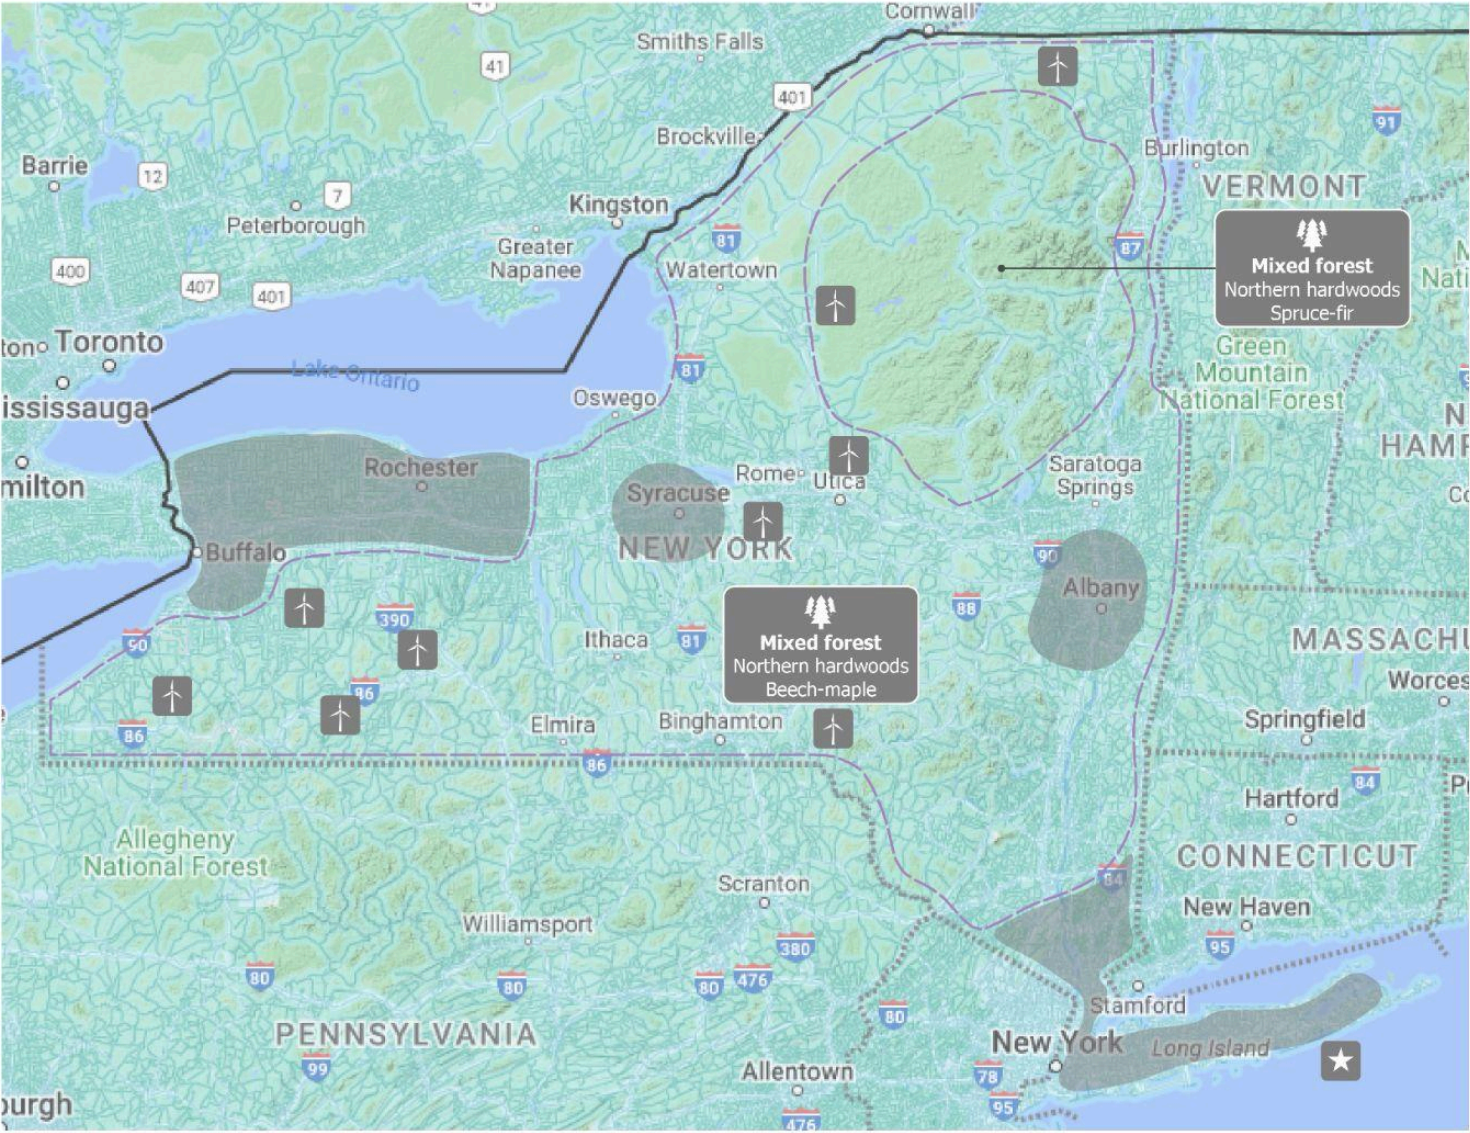 41
Cornwall
Smiths Falls
41
401
Brockville
91
Burlington
Barrie
12
7
Peterborough
Kingston
VERMONT
81
Greater
Napanee
Watertown
87
Mixed forest
Northern hardwoods
Spruce-fir
400
407
401
Toronto
Lake Ontario
81
Oswego
Green
Mountain
National Forest
ississauga
milton
Rochester
Syracuse
Rome
Utica
Saratoga
Springs
HAMP
Buffalo
NEW YORK
90
Albany
Mixed forest
Northern hardwoods
Beech-maple
390
88
90
Ithaca
81
MASSACHU
Worces
86
86
Elmira
Binghamton
Springfield
86
84
Hartford
Allegheny
National Forest
CONNECTICUT
84
Scranton
New Haven
Williamsport
380
95
80
80
80
476
Stamford
80
PENNSYLVANIA
New York
Long Island
99
Allentown
78
95
burgh
476